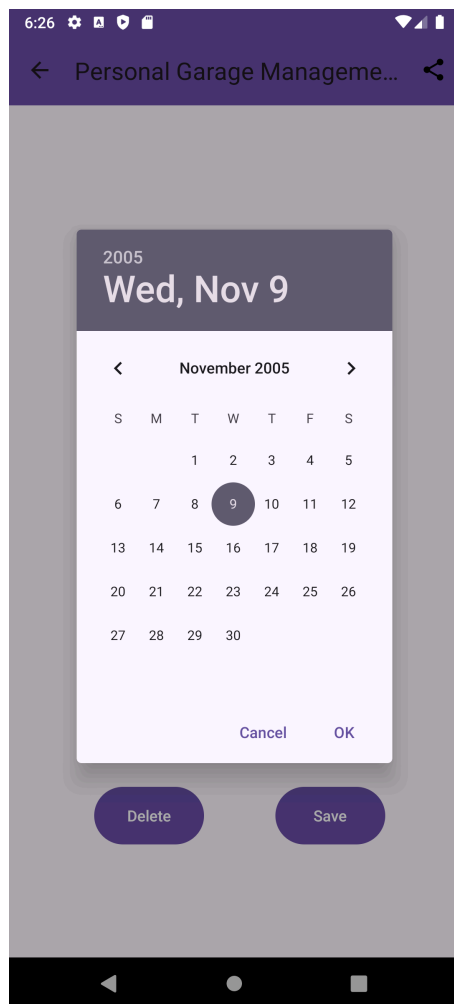 6:26
Personal Garage Manageme...
2005
Wed, Nov 9
November 2005
S M T W T F S
1 2 3 4 5
6 7 8 9 10 11 12
13 14 15 16 17 18 19
20 21 22 23 24 25 26
27 28 29 30
Cancel OK
Delete Save